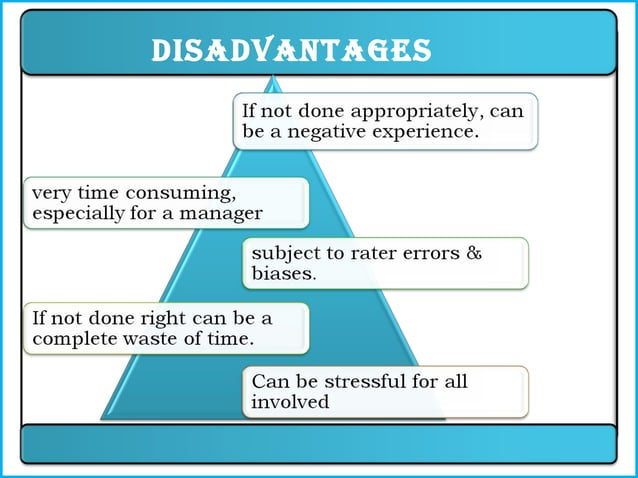 DISADVANTAGES
If not done appropriately, can
be a negative experience.
very time consuming,
especially for a manager
subject to rater errors &
biases.
If not done right can be a
complete waste of time.
Can be stressful for all
involved